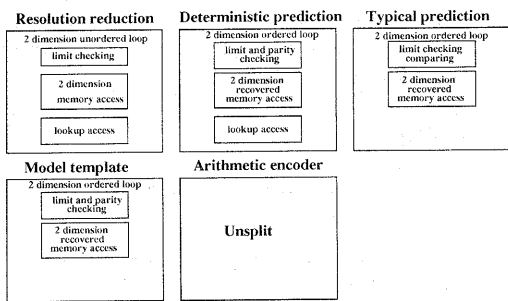 Resolution reduction
2 dimension unordered loop
limit checking
2 dimension
memory access
lookup access
Deterministic prediction
2 dimension ordered loop
limit and parity
checking
2 dimension
recovered
memory access
lookup access
Typical prediction
2 dimension ordered loop
limit checking
comparing
2 dimension
recovered
memory access
Model template
2 dimension ordered loop
limit and parity
checking
2 dimension
recovered
memory access
Arithmetic encoder
Unsplit